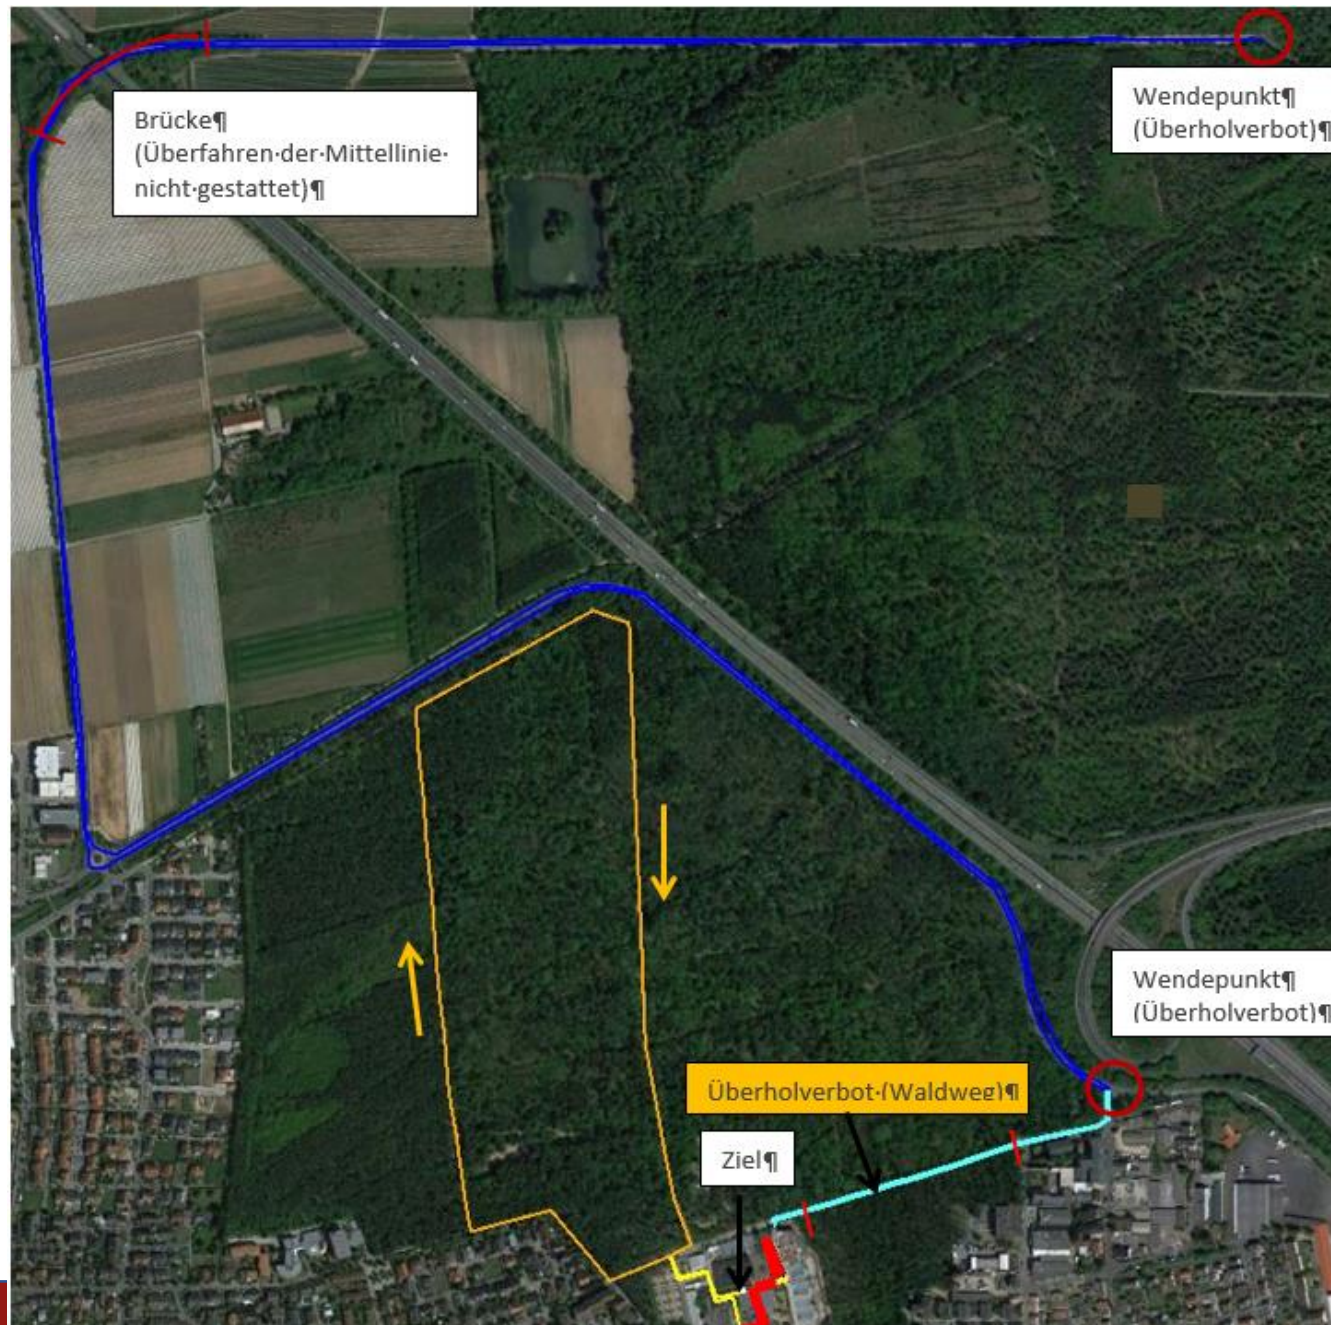 Brücke¶
(Überfahren·der·Mittellinie·
nicht·gestattet)¶
Wendepunkt¶
(Überholverbot)¶
Wendepunkt¶
(Überholverbot)¶
Überholverbot·(Waldweg)¶
Ziel¶